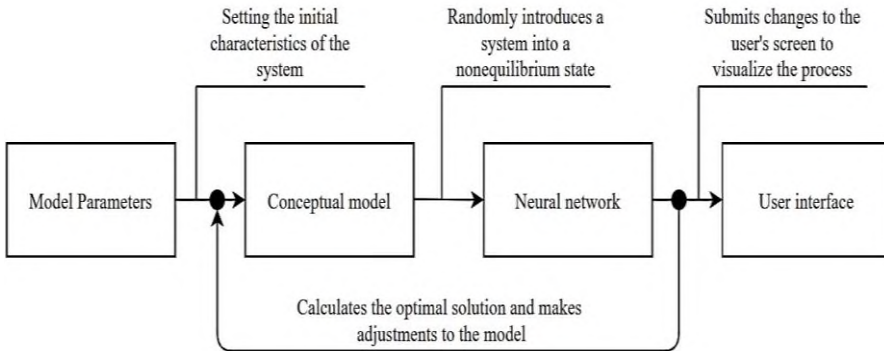 Setting the initial
characteristics of the
system
Randomly introduces a
system into a
nonequilibrium state
Submits changes to the
user's screen to
visualize the process
Model Parameters
Conceptual model
Neural network
User interface
Calculates the optimal solution and makes
adjustments to the model